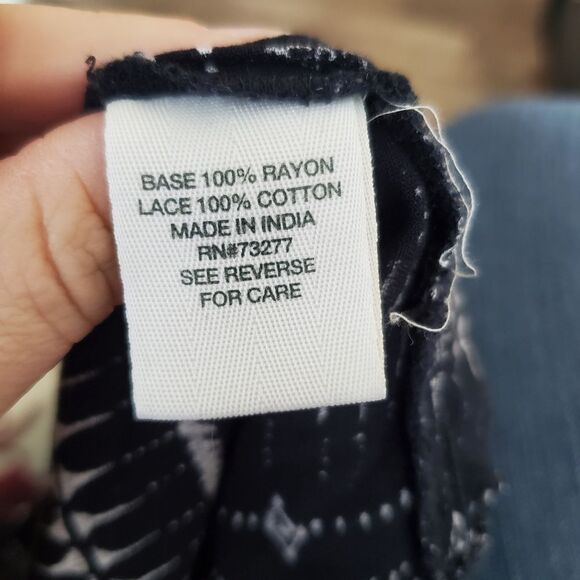 BASE 100% RAYON
LACE 100% COTTON
MADE IN INDIA
RN#73277
SEE REVERSE
FOR CARE